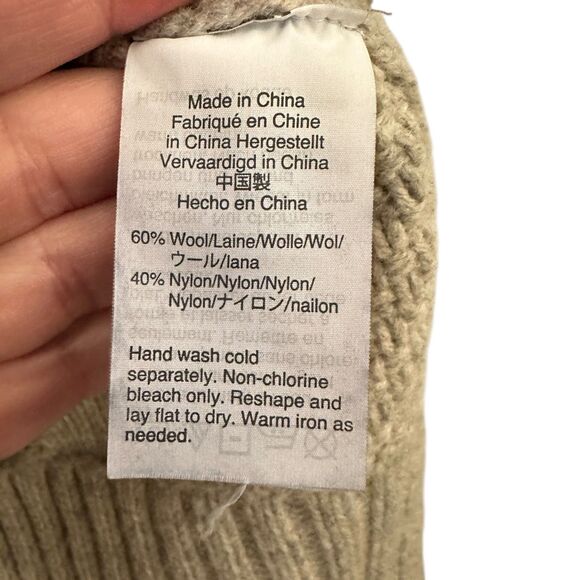 Made in China
Fabriqué en Chine
in China Hergestellt
Vervaardigd in China
中国製
Hecho en China
60% Wool/Laine/Wolle/Wol/
ウール/lana
40% Nylon/Nylon/Nylon/
Nylon/ナイロン/nailon
Hand wash cold
separately. Non-chlorine
bleach only. Reshape and
lay flat to dry. Warm iron as
needed.